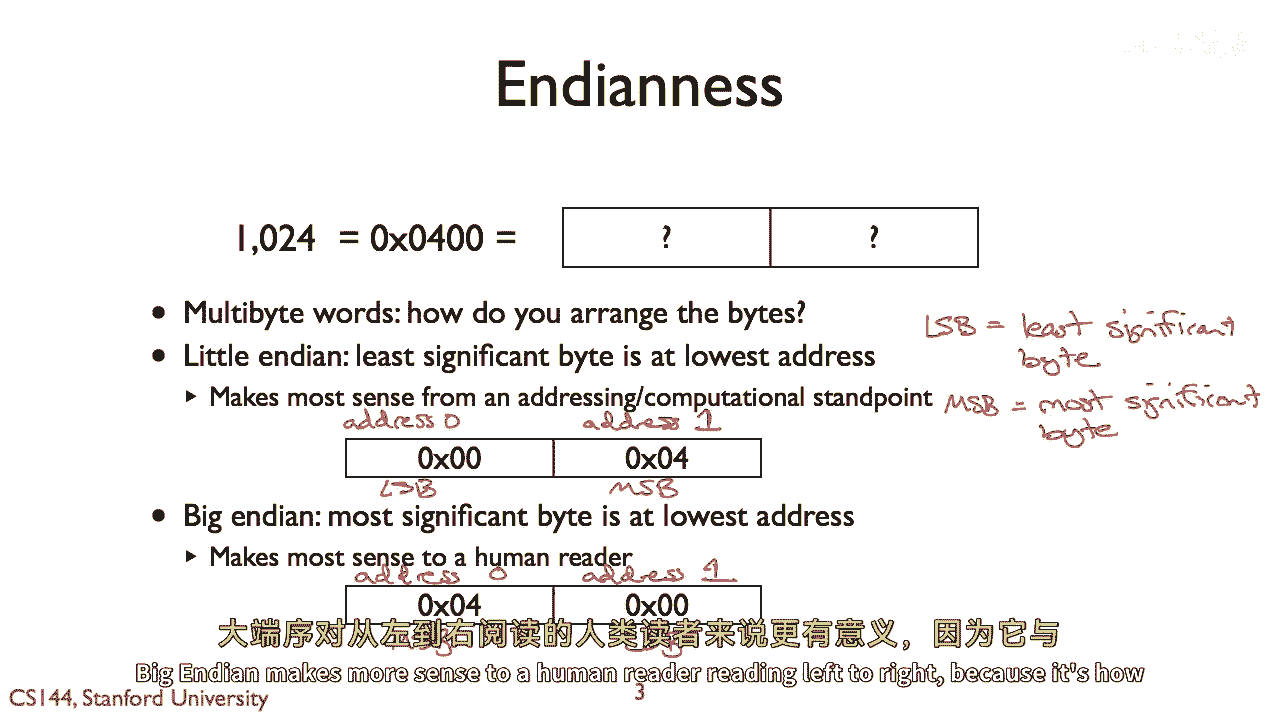 Endianness
1,024 = 0x0400 = ? ?
• Multibyte words: how do you arrange the bytes?
LSB = least significant byte
• Little endian: least significant byte is at lowest address
▸ Makes most sense from an addressing/computational standpoint
MSB = most significant byte
address 0 address 1
0x00 0x04
LSB MSB
• Big endian: most significant byte is at lowest address
▸ Makes most sense to a human reader
address 0 address 1
0x04 0x00
大端序对从左到右阅读的人类读者来说更有意义，因为它与
Big Endian makes more sense to a human reader reading left to right, because it's how
CS144, Stanford University 3